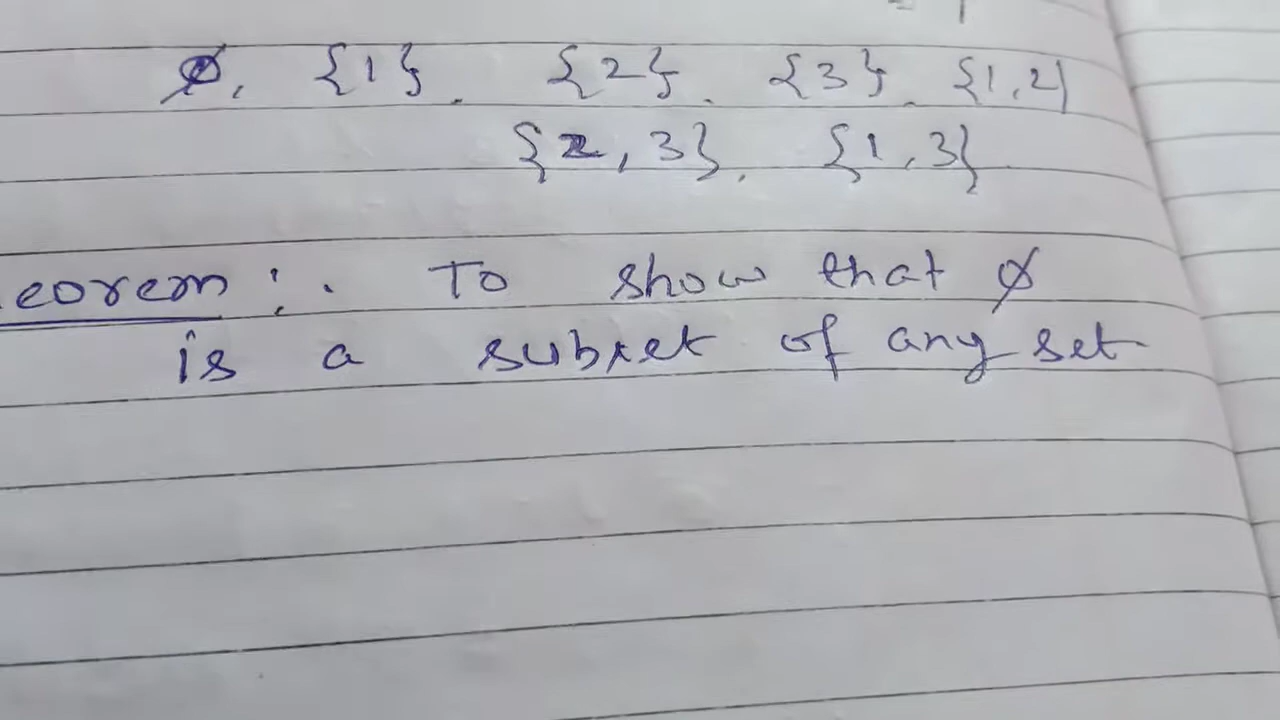 ∅, {1}, {2}, {3}, {1,2}
{2,3}, {1,3}
eorem :. To show that ∅
is a subset of any set